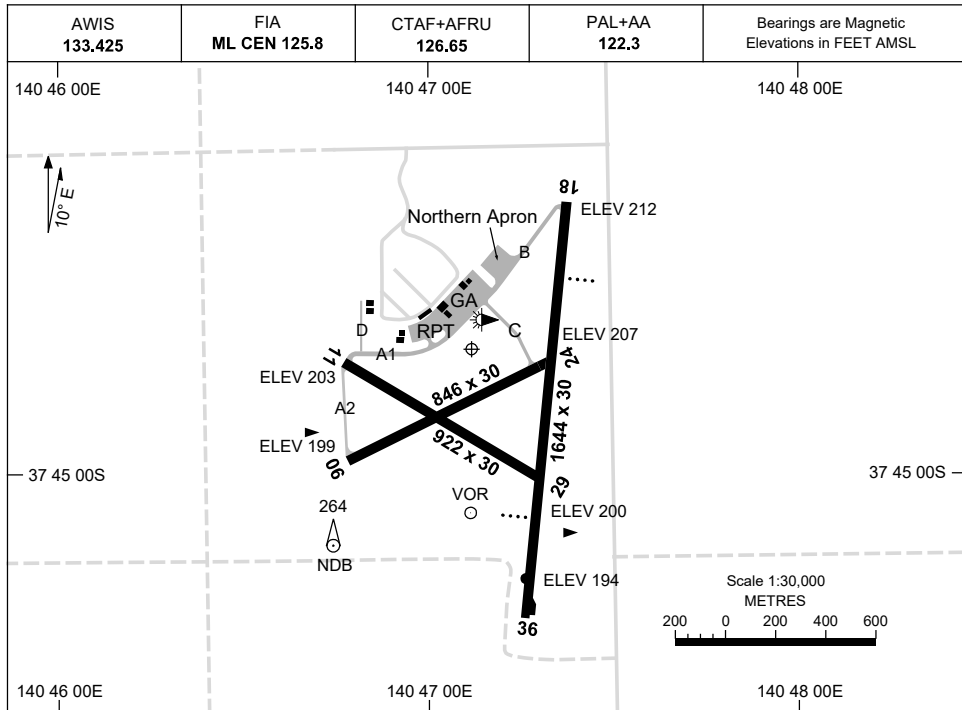 AWIS
133.425
FIA
ML CEN 125.8
CTAF+AFRU
126.65
PAL+AA
122.3
Bearings are Magnetic
Elevations in FEET AMSL
140 46 00E
140 47 00E
140 48 00E
10° E
18
ELEV 212
Northern Apron
B
GA
D
RPT
C
A1
ELEV 207
11
24
ELEV 203
846 x 30
A2
1644 x 30
ELEV 199
922 x 30
06
37 45 00S
37 45 00S
29
264
VOR
ELEV 200
NDB
ELEV 194
36
Scale 1:30,000
METRES
200 0 200 400 600
140 46 00E
140 47 00E
140 48 00E